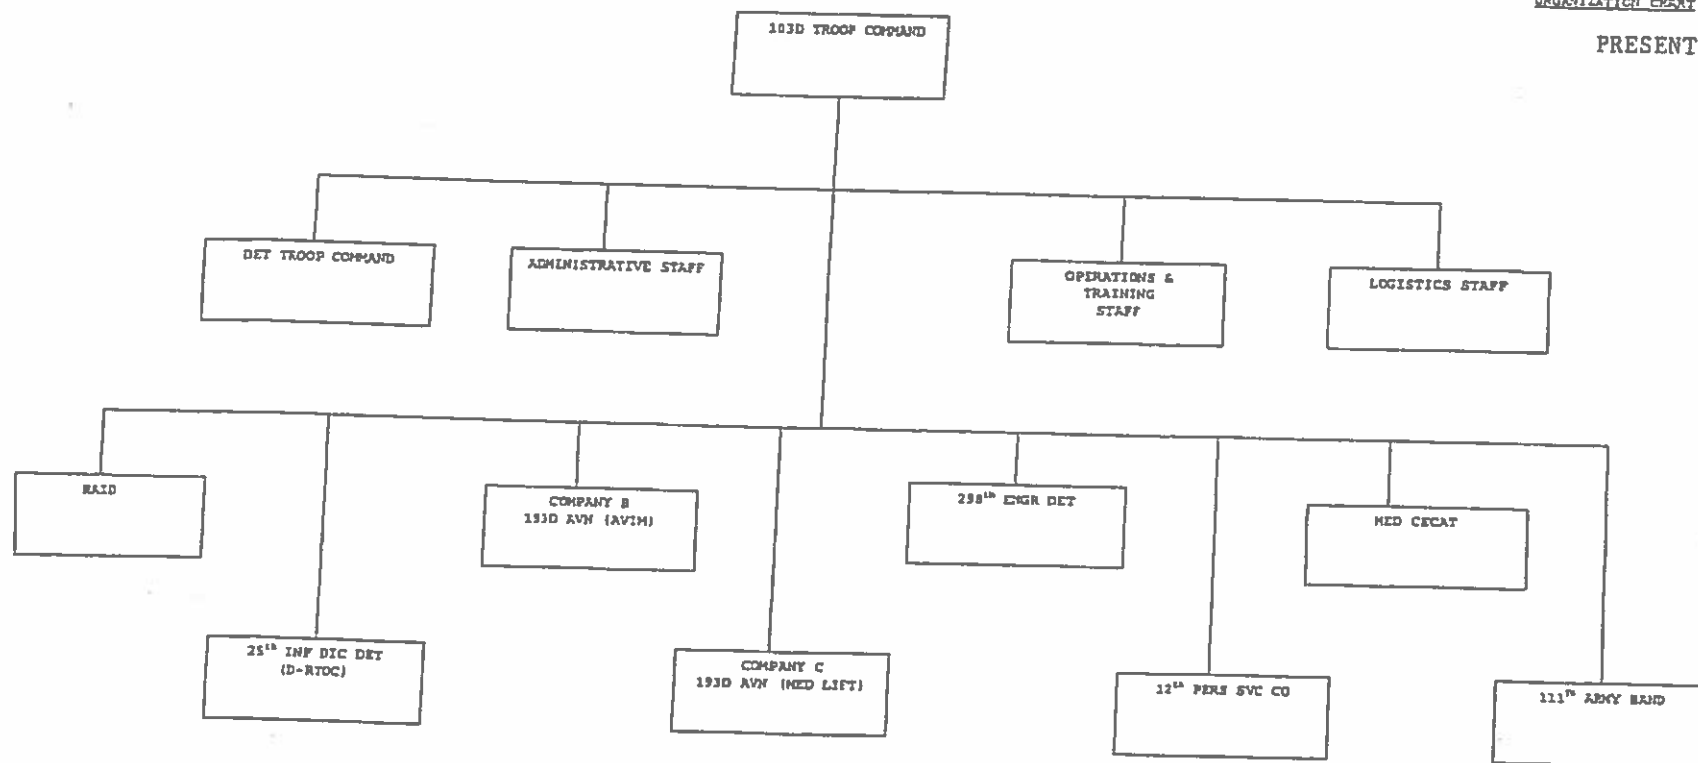 ORGANIZATION CHART
PRESENT
103D TROOP COMMAND
DET TROOP COMMAND
ADMINISTRATIVE STAFF
OPERATIONS &
TRAINING
STAFF
LOGISTICS STAFF
RAID
COMPANY B
193D AVN (AVIM)
298th ENGR DET
MED CECAT
25th INF DIC DET
(D-RTOC)
COMPANY C
193D AVN (MED LIFT)
12th PERS SVC CO
111TH ARMY BAND